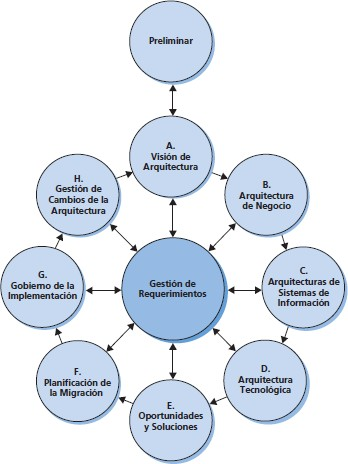 Preliminar
A.
Visión de
Arquitectura
B.
Arquitectura
de Negocio
C.
Arquitecturas de
Sistemas de
Información
D.
Arquitectura
Tecnológica
E.
Oportunidades
y Soluciones
F.
Planificación de
la Migración
G.
Gobierno de la
Implementación
H.
Gestión de
Cambios de la
Arquitectura
Gestión de
Requerimientos